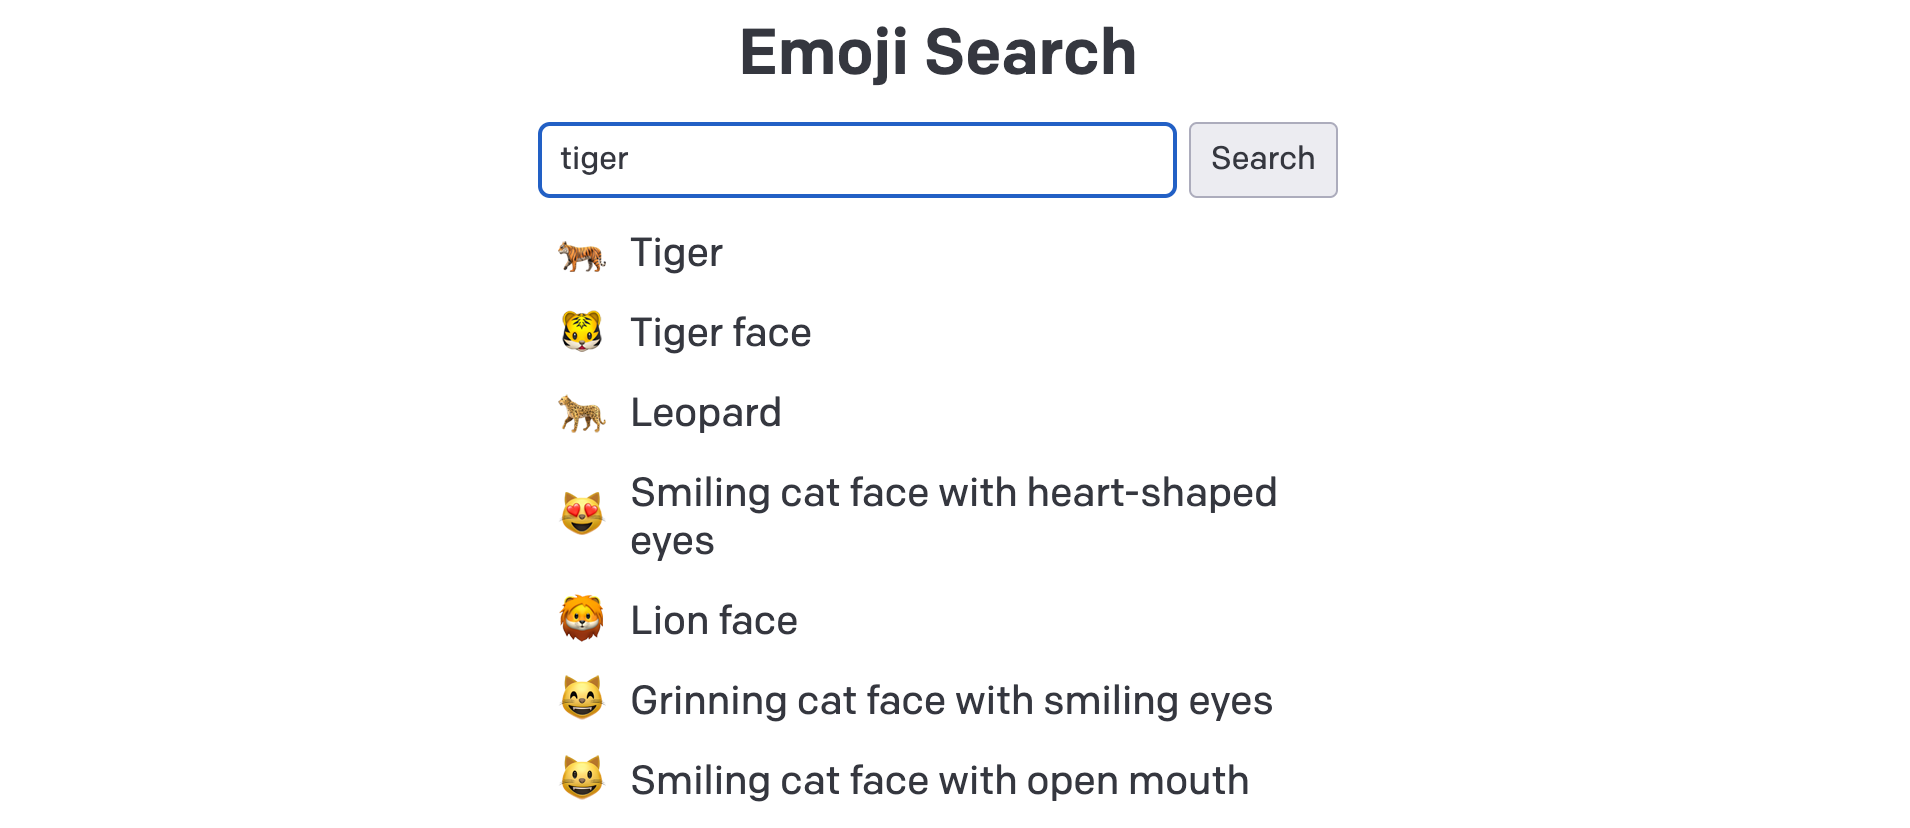 Emoji Search
tiger
Search
Tiger
Tiger face
Leopard
Smiling cat face with heart-shaped
eyes
Lion face
Grinning cat face with smiling eyes
Smiling cat face with open mouth